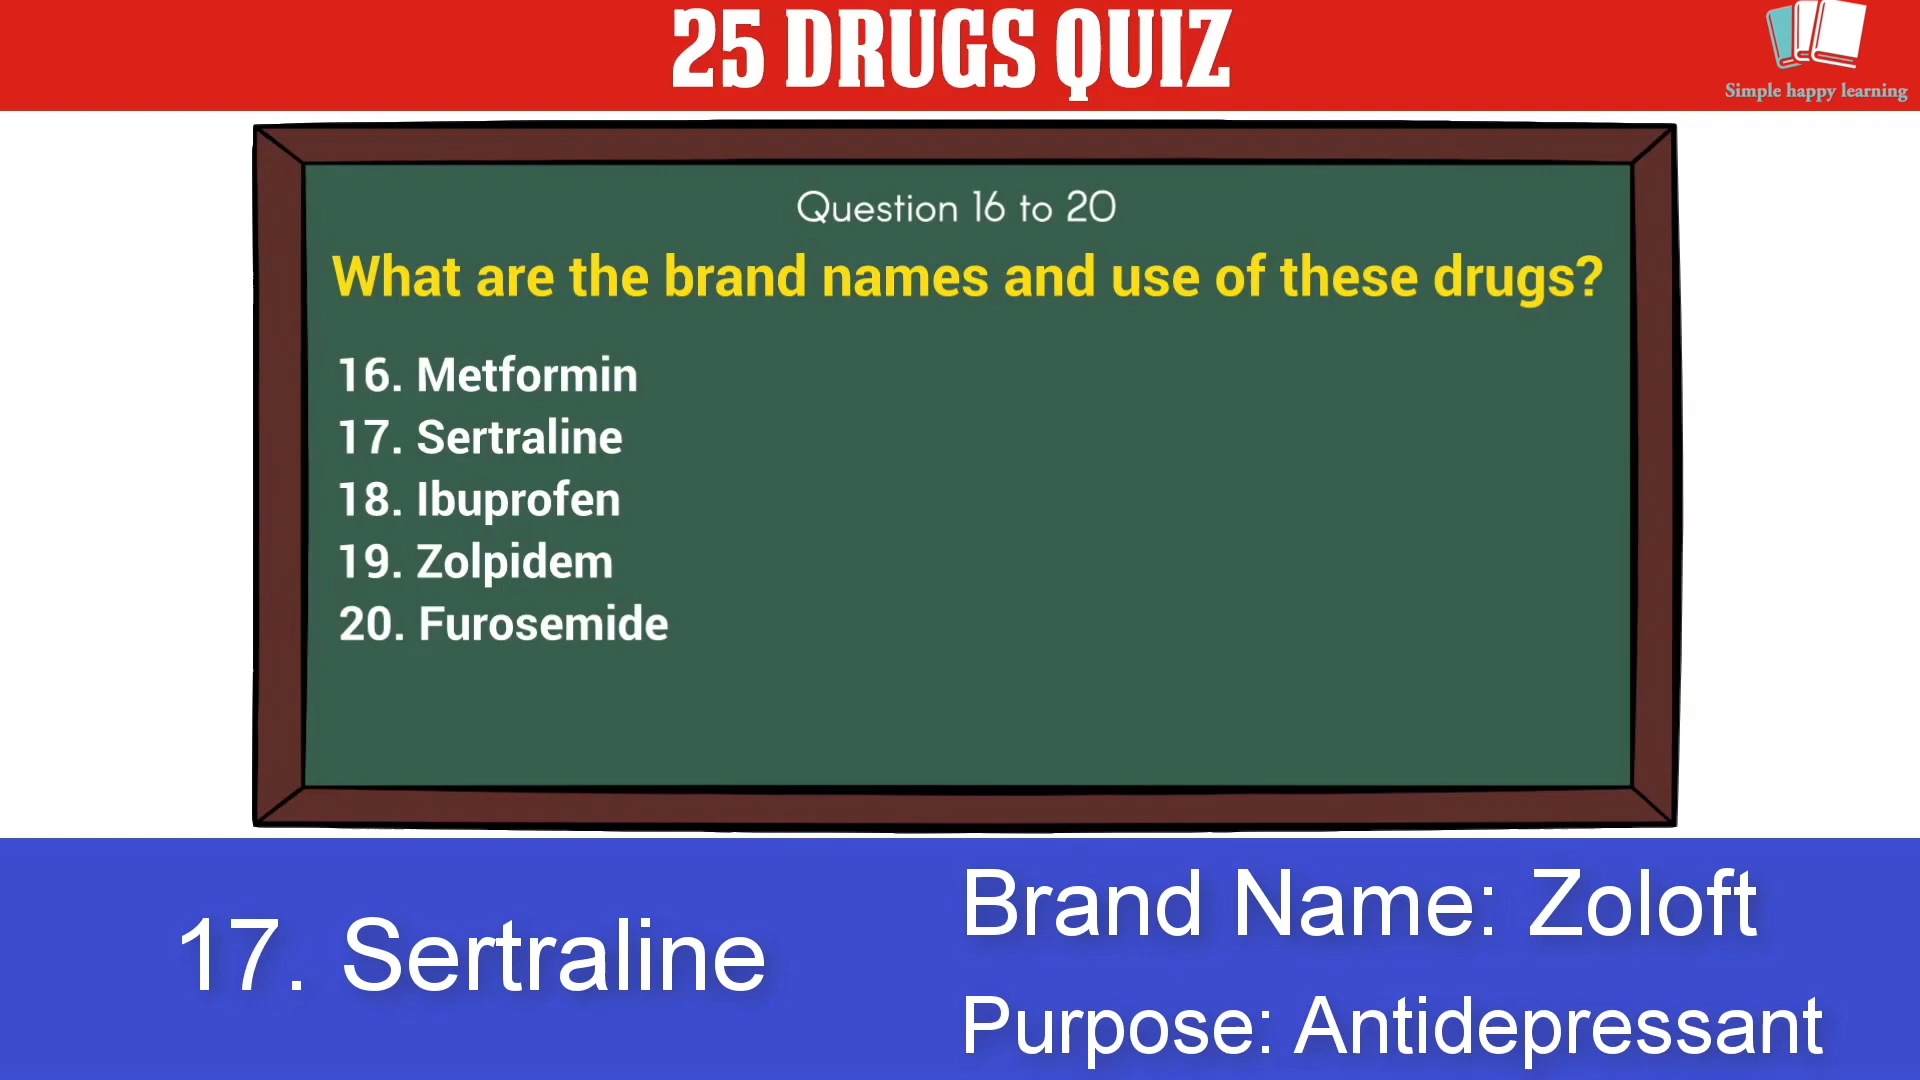 25 DRUGS QUIZ
Simple happy learning
Question 16 to 20
What are the brand names and use of these drugs?
16. Metformin
17. Sertraline
18. Ibuprofen
19. Zolpidem
20. Furosemide
17. Sertraline
Brand Name: Zoloft
Purpose: Antidepressant